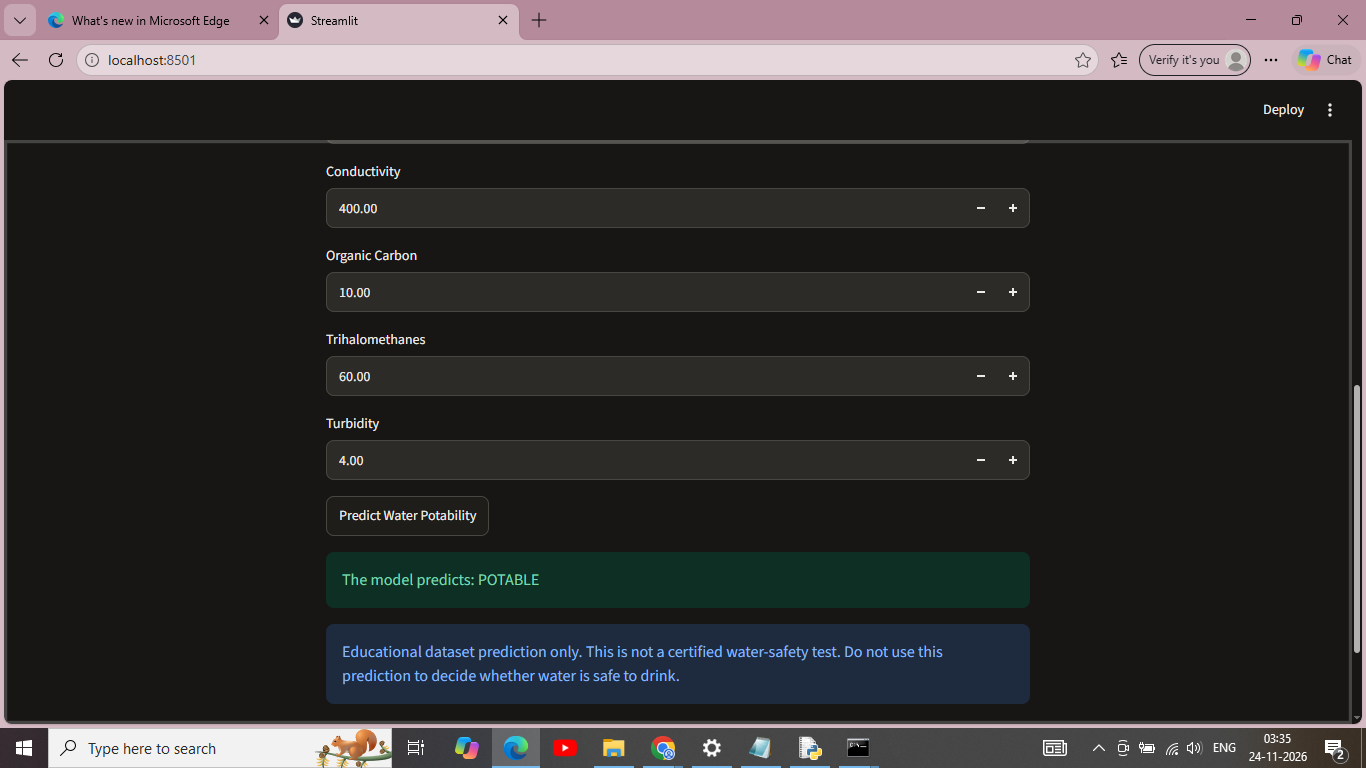 What's new in Microsoft Edge
Streamlit
localhost:8501
Verify it's you
Chat
Deploy
Conductivity
400.00
Organic Carbon
10.00
Trihalomethanes
60.00
Turbidity
4.00
Predict Water Potability
The model predicts: POTABLE
Educational dataset prediction only. This is not a certified water-safety test. Do not use this
prediction to decide whether water is safe to drink.
Type here to search
ENG
03:35
24-11-2026
2